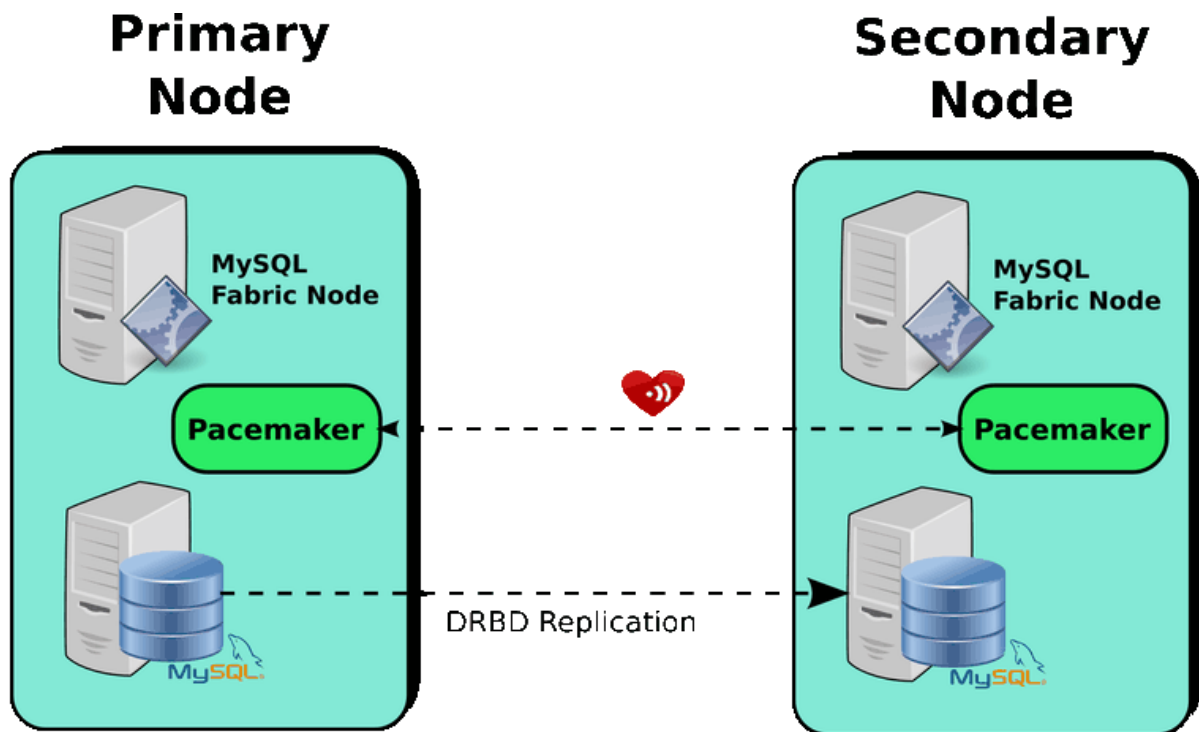 Primary
Node
Secondary
Node
MySQL
Fabric Node
MySQL
Fabric Node
Pacemaker
Pacemaker
DRBD Replication
MySQL
MySQL